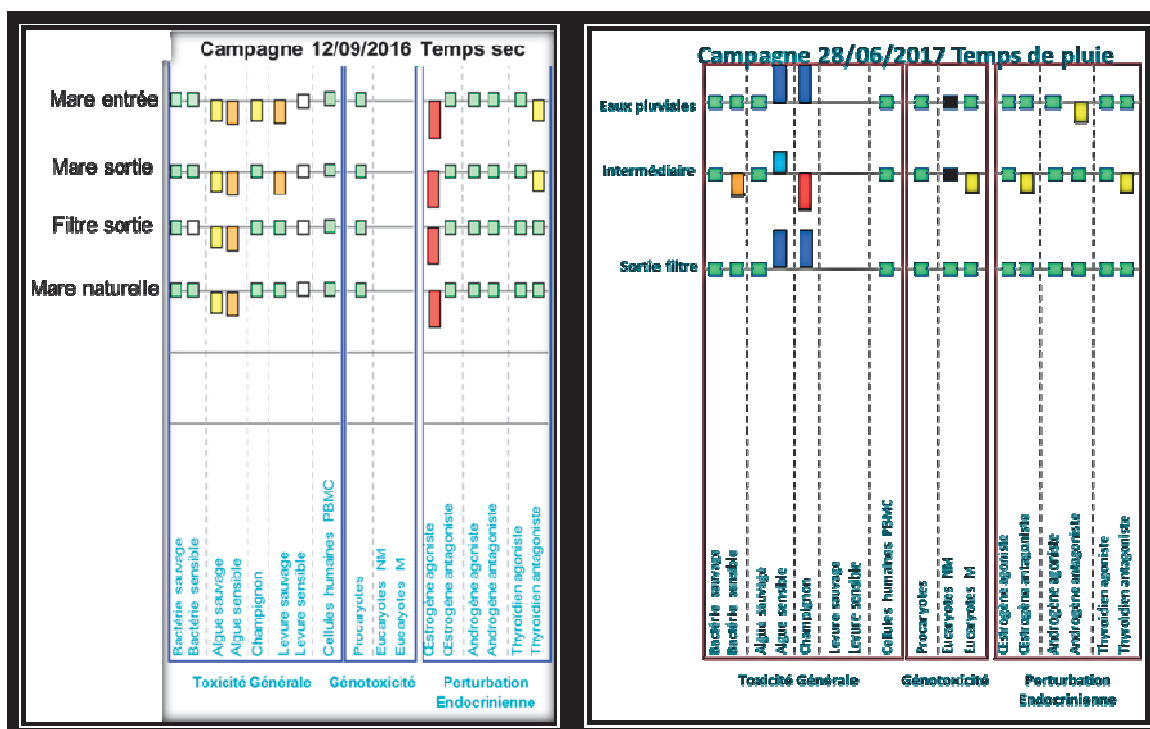 Campagne 12/09/2016 Temps sec
Mare entrée
Mare sortie
Filtre sortie
Mare naturelle
Bactérie sauvage
Bactérie sensible
Algue sauvage
Algue sensible
Champignon
Levure sauvage
Levure sensible
Cellules humaines PBMC
Procaryotes
Eucaryotes NM
Eucaryotes M
Œstrogène agoniste
Œstrogène antagoniste
Androgène agoniste
Androgène antagoniste
Thyroïdien agoniste
Thyroïdien antagoniste
Toxicité Générale
Génotoxicité
Perturbation
Endocrinienne
Campagne 28/06/2017 Temps de pluie
Eaux pluviales
Intermédiaire
Sortie filtre
Bactérie sauvage
Bactérie sensible
Algue sauvage
Algue sensible
Champignon
Levure sauvage
Levure sensible
Cellules humaines PBMC
Procaryotes
Eucaryotes NM
Eucaryotes M
Œstrogène agoniste
Œstrogène antagoniste
Androgène agoniste
Androgène antagoniste
Thyroïdien agoniste
Thyroïdien antagoniste
Toxicité Générale
Génotoxicité
Perturbation
Endocrinienne